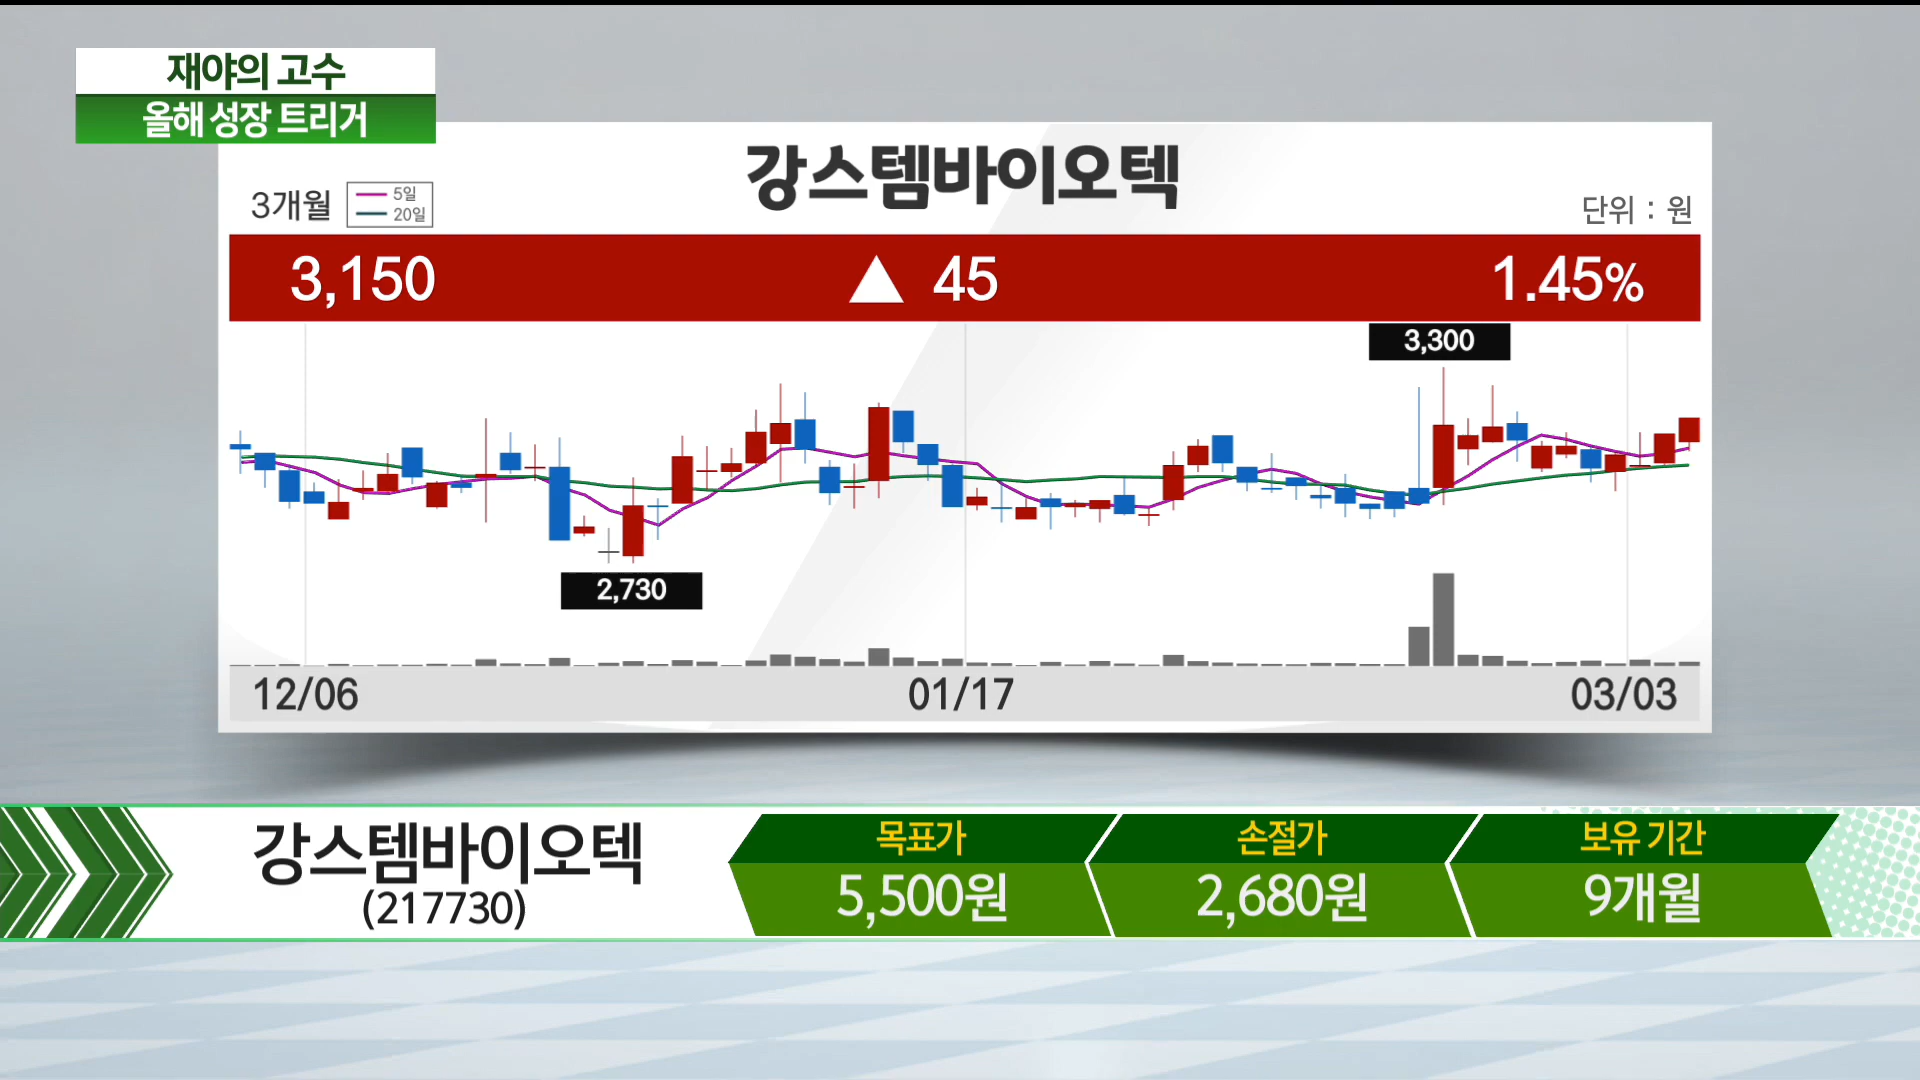 재야의 고수
올해 성장 트리거
강스템바이오텍
3개월
5일
20일
단위 : 원
3,150 ▲ 45 1.45%
3,300
2,730
12/06 01/17 03/03
강스템바이오텍
(217730)
목표가 손절가 보유 기간
5,500원 2,680원 9개월